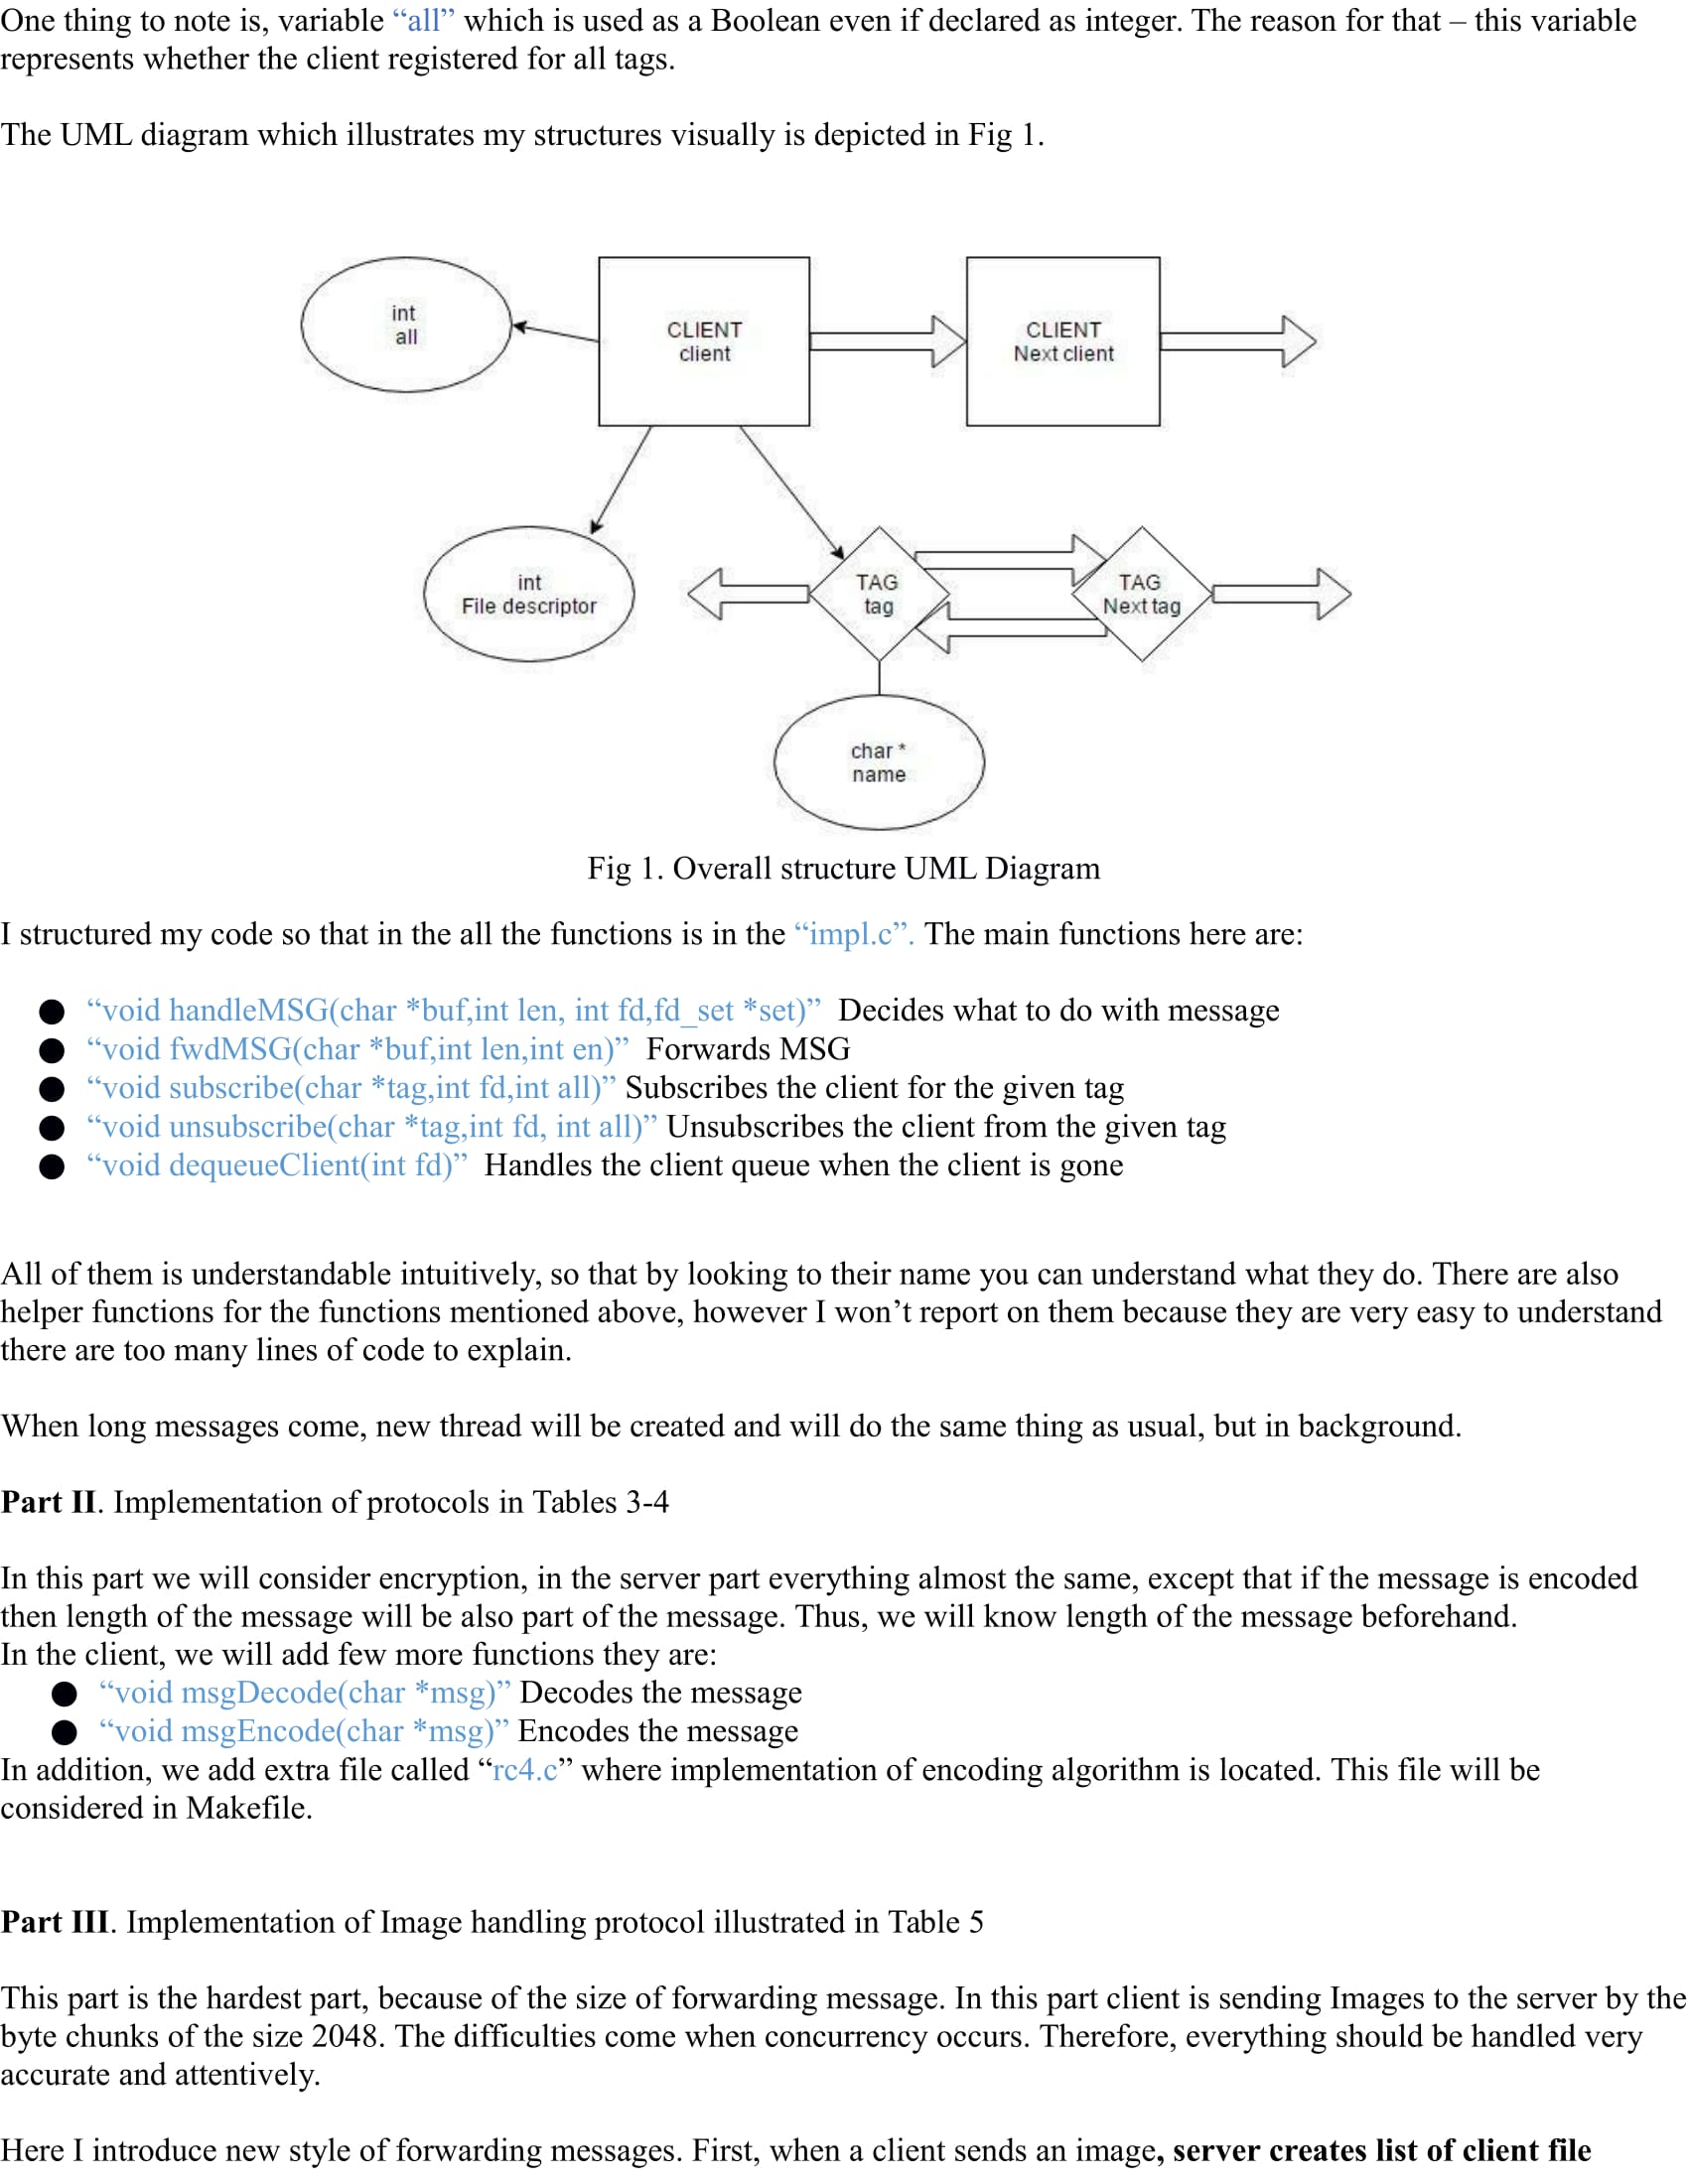 One thing to note is, variable “all” which is used as a Boolean even if declared as integer. The reason for that – this variable
represents whether the client registered for all tags.
The UML diagram which illustrates my structures visually is depicted in Fig 1.
int
all
CLIENT
client
CLIENT
Next client
int
File descriptor
TAG
tag
TAG
Next tag
char *
name
Fig 1. Overall structure UML Diagram
I structured my code so that in the all the functions is in the “impl.c”. The main functions here are:
● “void handleMSG(char *buf,int len, int fd,fd_set *set)” Decides what to do with message
● “void fwdMSG(char *buf,int len,int en)” Forwards MSG
● “void subscribe(char *tag,int fd,int all)” Subscribes the client for the given tag
● “void unsubscribe(char *tag,int fd, int all)” Unsubscribes the client from the given tag
● “void dequeueClient(int fd)” Handles the client queue when the client is gone
All of them is understandable intuitively, so that by looking to their name you can understand what they do. There are also
helper functions for the functions mentioned above, however I won’t report on them because they are very easy to understand
there are too many lines of code to explain.
When long messages come, new thread will be created and will do the same thing as usual, but in background.
Part II. Implementation of protocols in Tables 3-4
In this part we will consider encryption, in the server part everything almost the same, except that if the message is encoded
then length of the message will be also part of the message. Thus, we will know length of the message beforehand.
In the client, we will add few more functions they are:
● “void msgDecode(char *msg)” Decodes the message
● “void msgEncode(char *msg)” Encodes the message
In addition, we add extra file called “rc4.c” where implementation of encoding algorithm is located. This file will be
considered in Makefile.
Part III. Implementation of Image handling protocol illustrated in Table 5
This part is the hardest part, because of the size of forwarding message. In this part client is sending Images to the server by the
byte chunks of the size 2048. The difficulties come when concurrency occurs. Therefore, everything should be handled very
accurate and attentively.
Here I introduce new style of forwarding messages. First, when a client sends an image, server creates list of client file